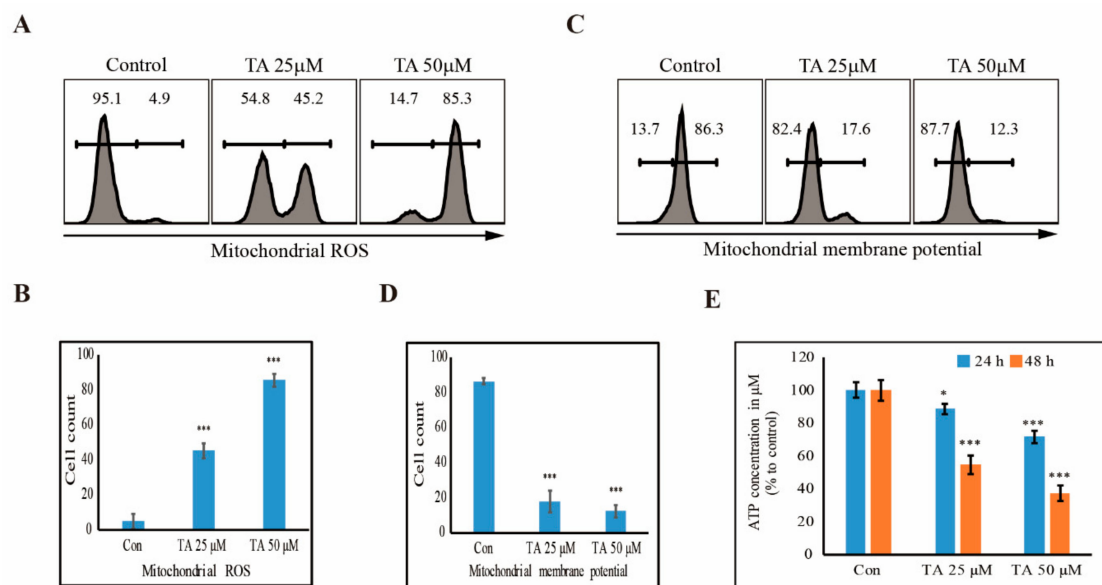 A
Control TA 25μM TA 50μM
95.1 4.9 54.8 45.2 14.7 85.3
Mitochondrial ROS
C
Control TA 25μM TA 50μM
13.7 86.3 82.4 17.6 87.7 12.3
Mitochondrial membrane potential
B
Cell count
100
80
60
40
20
0
***
***
Con TA 25 μM TA 50 μM
Mitochondrial ROS
D
Cell count
100
80
60
40
20
0
*** ***
Con TA 25 μM TA 50 μM
Mitochondrial membrane potential
E
ATP concentration in μM
(% to control)
120
100
80
60
40
20
0
24 h 48 h
*
***
***
***
Con TA 25 μM TA 50 μM